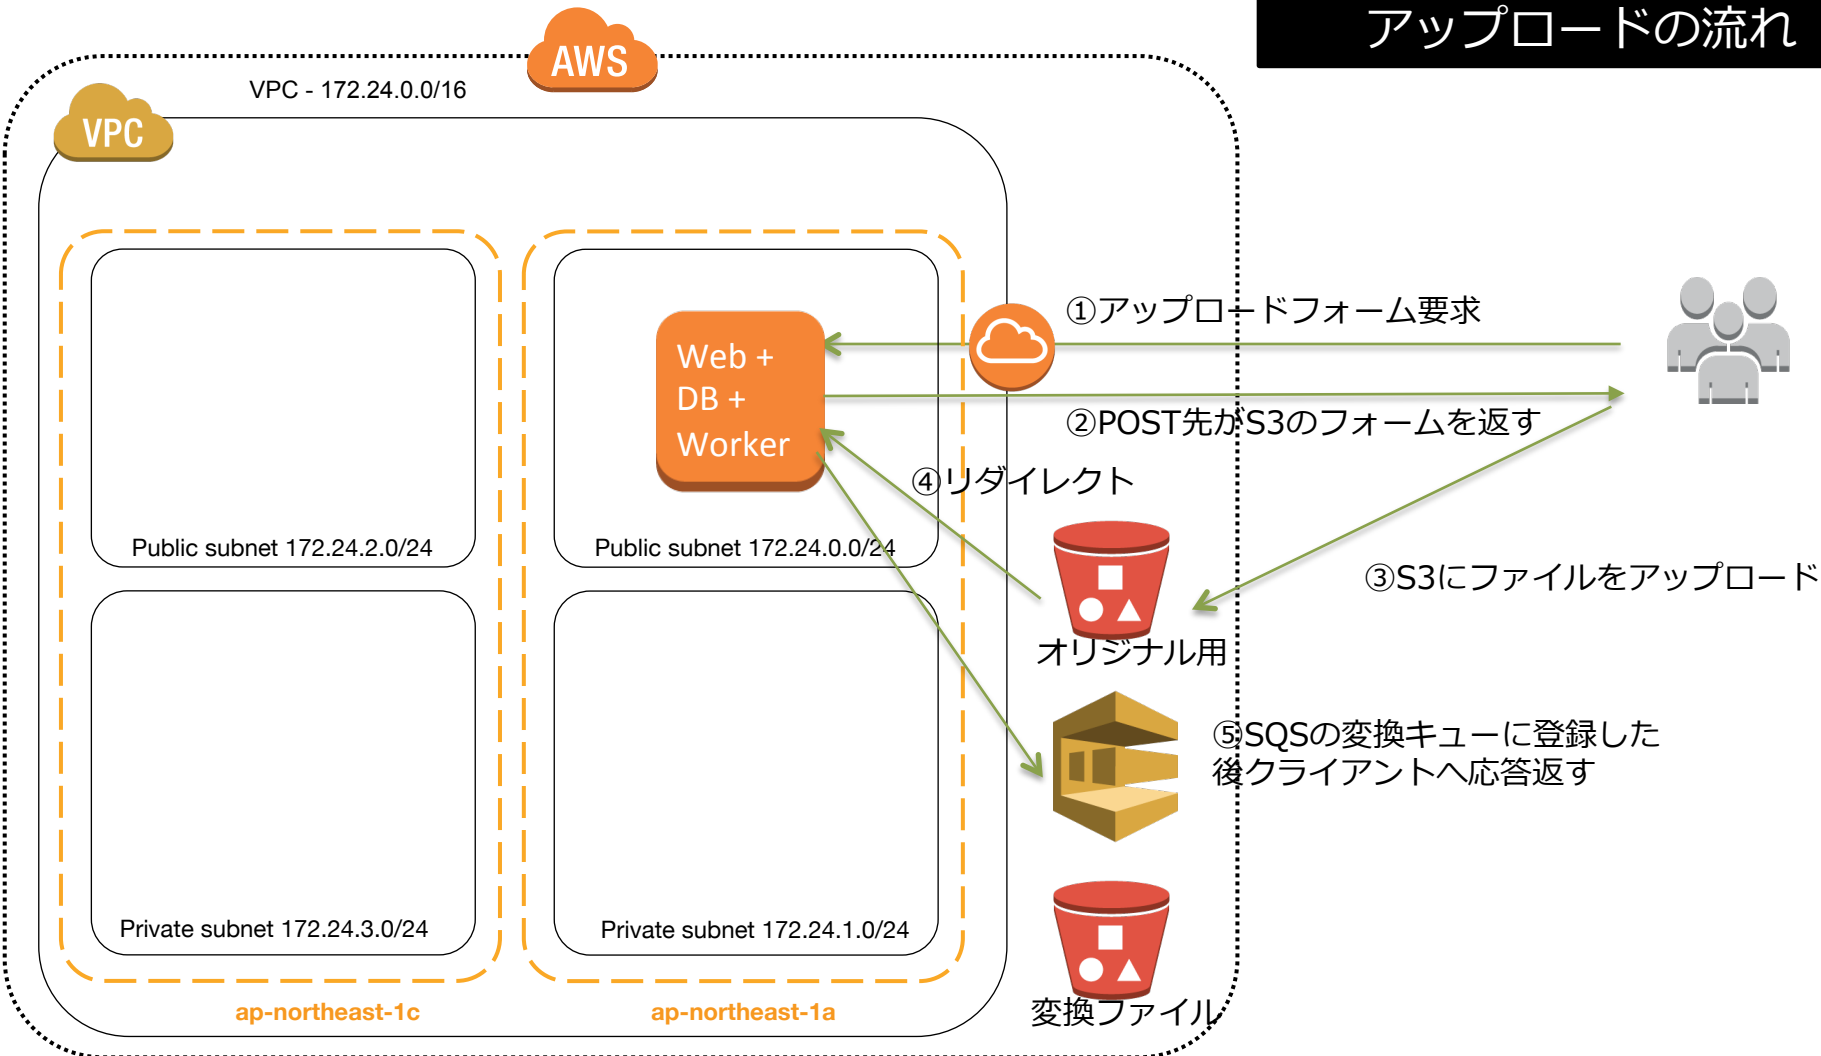 アップロードの流れ
AWS
VPC - 172.24.0.0/16
VPC
①アップロードフォーム要求
Web +
DB +
Worker
②POST先がS3のフォームを返す
④リダイレクト
Public subnet 172.24.2.0/24
Public subnet 172.24.0.0/24
③S3にファイルをアップロード
オリジナル用
⑤SQSの変換キューに登録した
後クライアントへ応答返す
Private subnet 172.24.3.0/24
Private subnet 172.24.1.0/24
ap-northeast-1c
ap-northeast-1a
変換ファイル